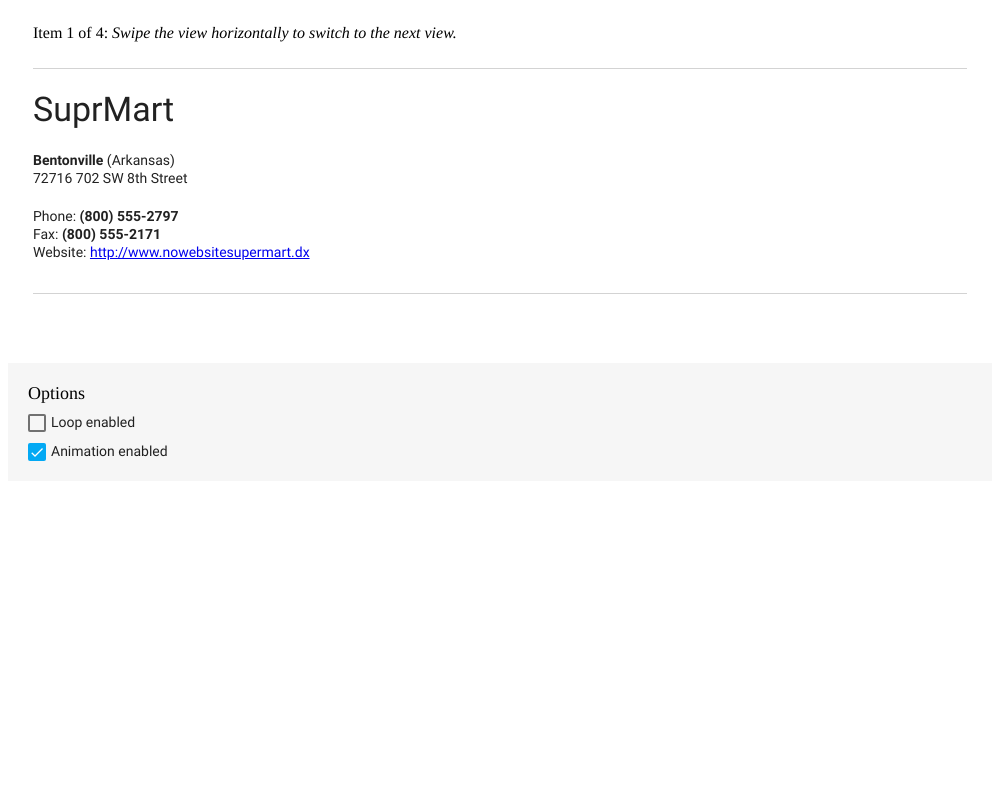 Item 1 of 4: Swipe the view horizontally to switch to the next view.
SuprMart
Bentonville (Arkansas)
72716 702 SW 8th Street
Phone: (800) 555-2797
Fax: (800) 555-2171
Website: http://www.nowebsitesupermart.dx
Options
Loop enabled
Animation enabled